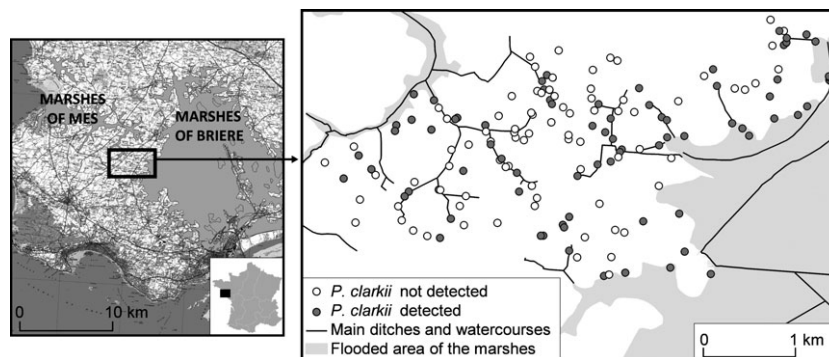 MARSHES
OF MES
MARSHES
OF BRIERE
0 10 km
P. clarkii not detected
P. clarkii detected
Main ditches and watercourses
Flooded area of the marshes
0 1 km